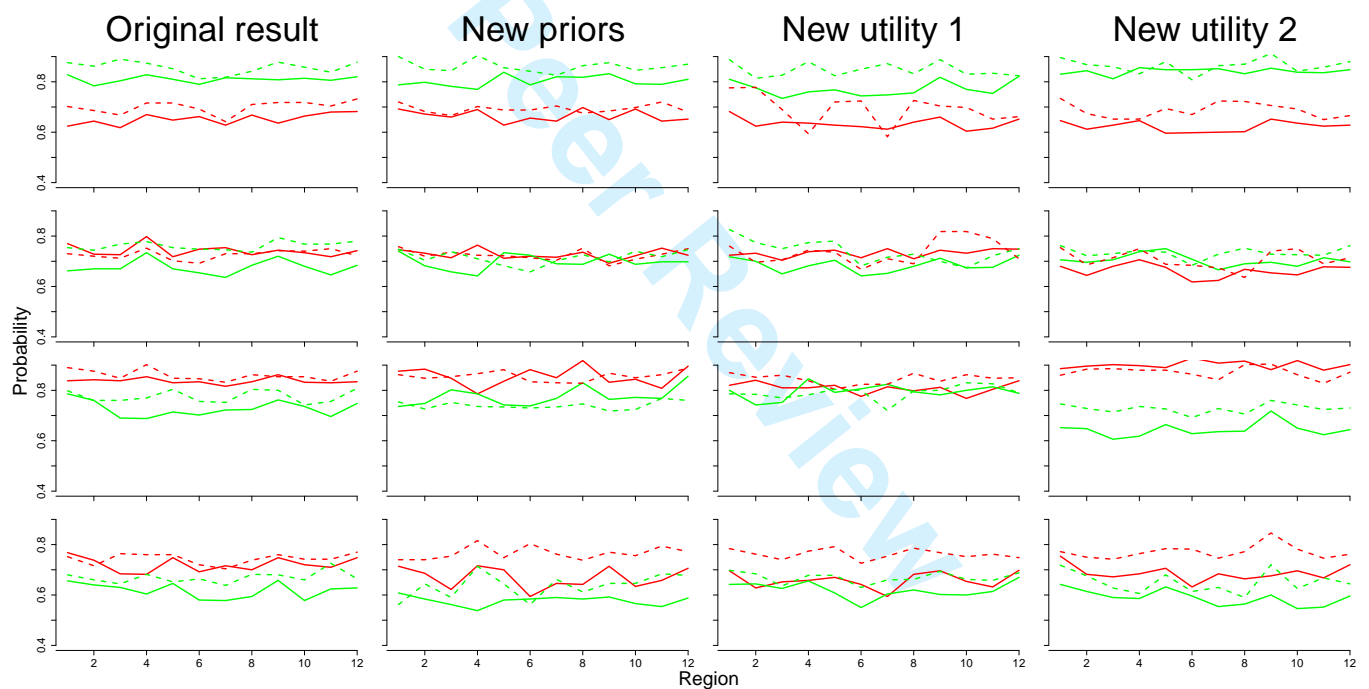 Original result New priors New utility 1 New utility 2
Peer Review
Probability
0.4 0.6 0.8
0.4 0.6 0.8
0.4 0.6 0.8
0.4 0.6 0.8
2 4 6 8 10 12 2 4 6 8 10 12 2 4 6 8 10 12 2 4 6 8 10 12
Region